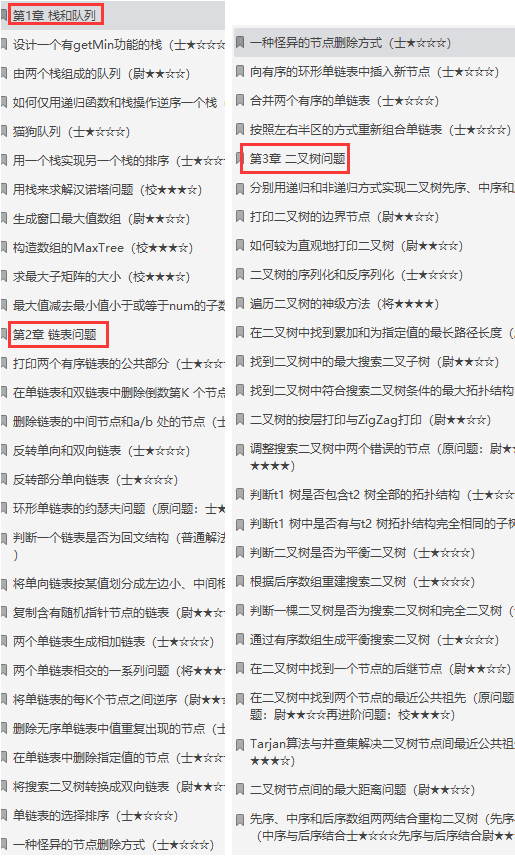 第1章 栈和队列
设计一个有getMin功能的栈（士★☆☆☆
由两个栈组成的队列（尉★★☆☆）
如何仅用递归函数和栈操作逆序一个栈（
猫狗队列（士★☆☆☆）
用一个栈实现另一个栈的排序（士★☆☆
用栈来求解汉诺塔问题（校★★★☆）
生成窗口最大值数组（尉★★☆☆）
构造数组的MaxTree（校★★★☆）
求最大子矩阵的大小（校★★★☆）
最大值减去最小值小于或等于num的子数
第2章 链表问题
打印两个有序链表的公共部分（士★☆☆
在单链表和双链表中删除倒数第K 个节点
删除链表的中间节点和a/b 处的节点（士
反转单向和双向链表（士★☆☆☆）
反转部分单向链表（士★☆☆☆）
环形单链表的约瑟夫问题（原问题：士★
判断一个链表是否为回文结构（普通解法
）
将单向链表按某值划分成左边小、中间相
复制含有随机指针节点的链表（尉★★☆
两个单链表生成相加链表（士★☆☆☆）
两个单链表相交的一系列问题（将★★★
将单链表的每K个节点之间逆序（尉★★
删除无序单链表中值重复出现的节点（士
在单链表中删除指定值的节点（士★☆☆
将搜索二叉树转换成双向链表（尉★★☆
单链表的选择排序（士★☆☆☆）
一种怪异的节点删除方式（士★☆☆☆）
一种怪异的节点删除方式（士★☆☆☆）
向有序的环形单链表中插入新节点（士★☆☆☆）
合并两个有序的单链表（士★☆☆☆）
按照左右半区的方式重新组合单链表（士★☆☆☆）
第3章 二叉树问题
分别用递归和非递归方式实现二叉树先序、中序和
打印二叉树的边界节点（尉★★☆☆）
如何较为直观地打印二叉树（尉★★☆☆）
二叉树的序列化和反序列化（士★☆☆☆）
遍历二叉树的神级方法（将★★★★）
在二叉树中找到累加和为指定值的最长路径长度（
找到二叉树中的最大搜索二叉子树（尉★★☆☆）
找到二叉树中符合搜索二叉树条件的最大拓扑结构
二叉树的按层打印与ZigZag打印（尉★★☆☆）
调整搜索二叉树中两个错误的节点（原问题：尉★
★★★★）
判断t1 树是否包含t2 树全部的拓扑结构（士★☆☆
判断t1 树中是否有与t2 树拓扑结构完全相同的子树
判断二叉树是否为平衡二叉树（士★☆☆☆）
根据后序数组重建搜索二叉树（士★☆☆☆）
判断一棵二叉树是否为搜索二叉树和完全二叉树（
通过有序数组生成平衡搜索二叉树（士★☆☆☆）
在二叉树中找到一个节点的后继节点（尉★★☆☆）
在二叉树中找到两个节点的最近公共祖先（原问题
题：尉★★☆☆再进阶问题：校★★★☆）
Tarjan算法与并查集解决二叉树节点间最近公共祖
★★★☆）
二叉树节点间的最大距离问题（尉★★☆☆）
先序、中序和后序数组两两结合重构二叉树（先序
（中序与后序结合士★☆☆☆先序与后序结合尉★★